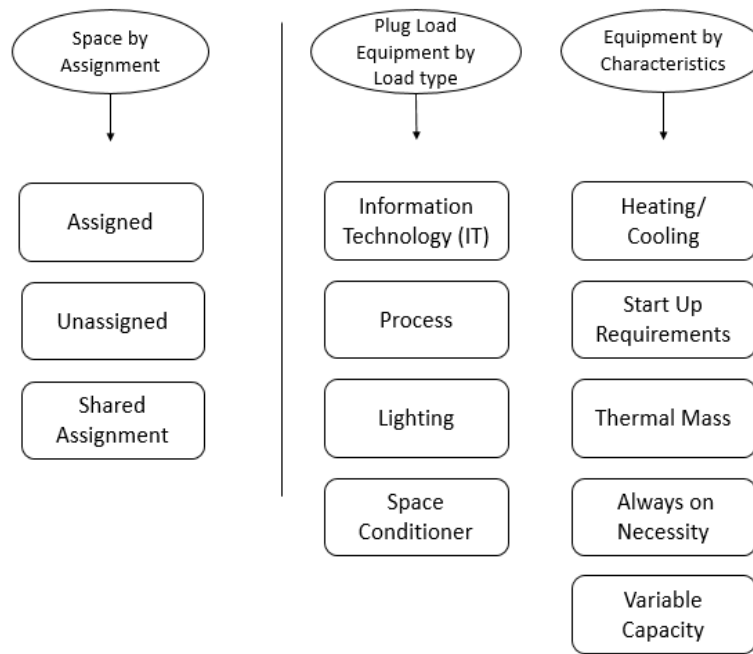 Space by
Assignment
Assigned
Unassigned
Shared
Assignment
Plug Load
Equipment by
Load type
Information
Technology (IT)
Process
Lighting
Space
Conditioner
Equipment by
Characteristics
Heating/
Cooling
Start Up
Requirements
Thermal Mass
Always on
Necessity
Variable
Capacity